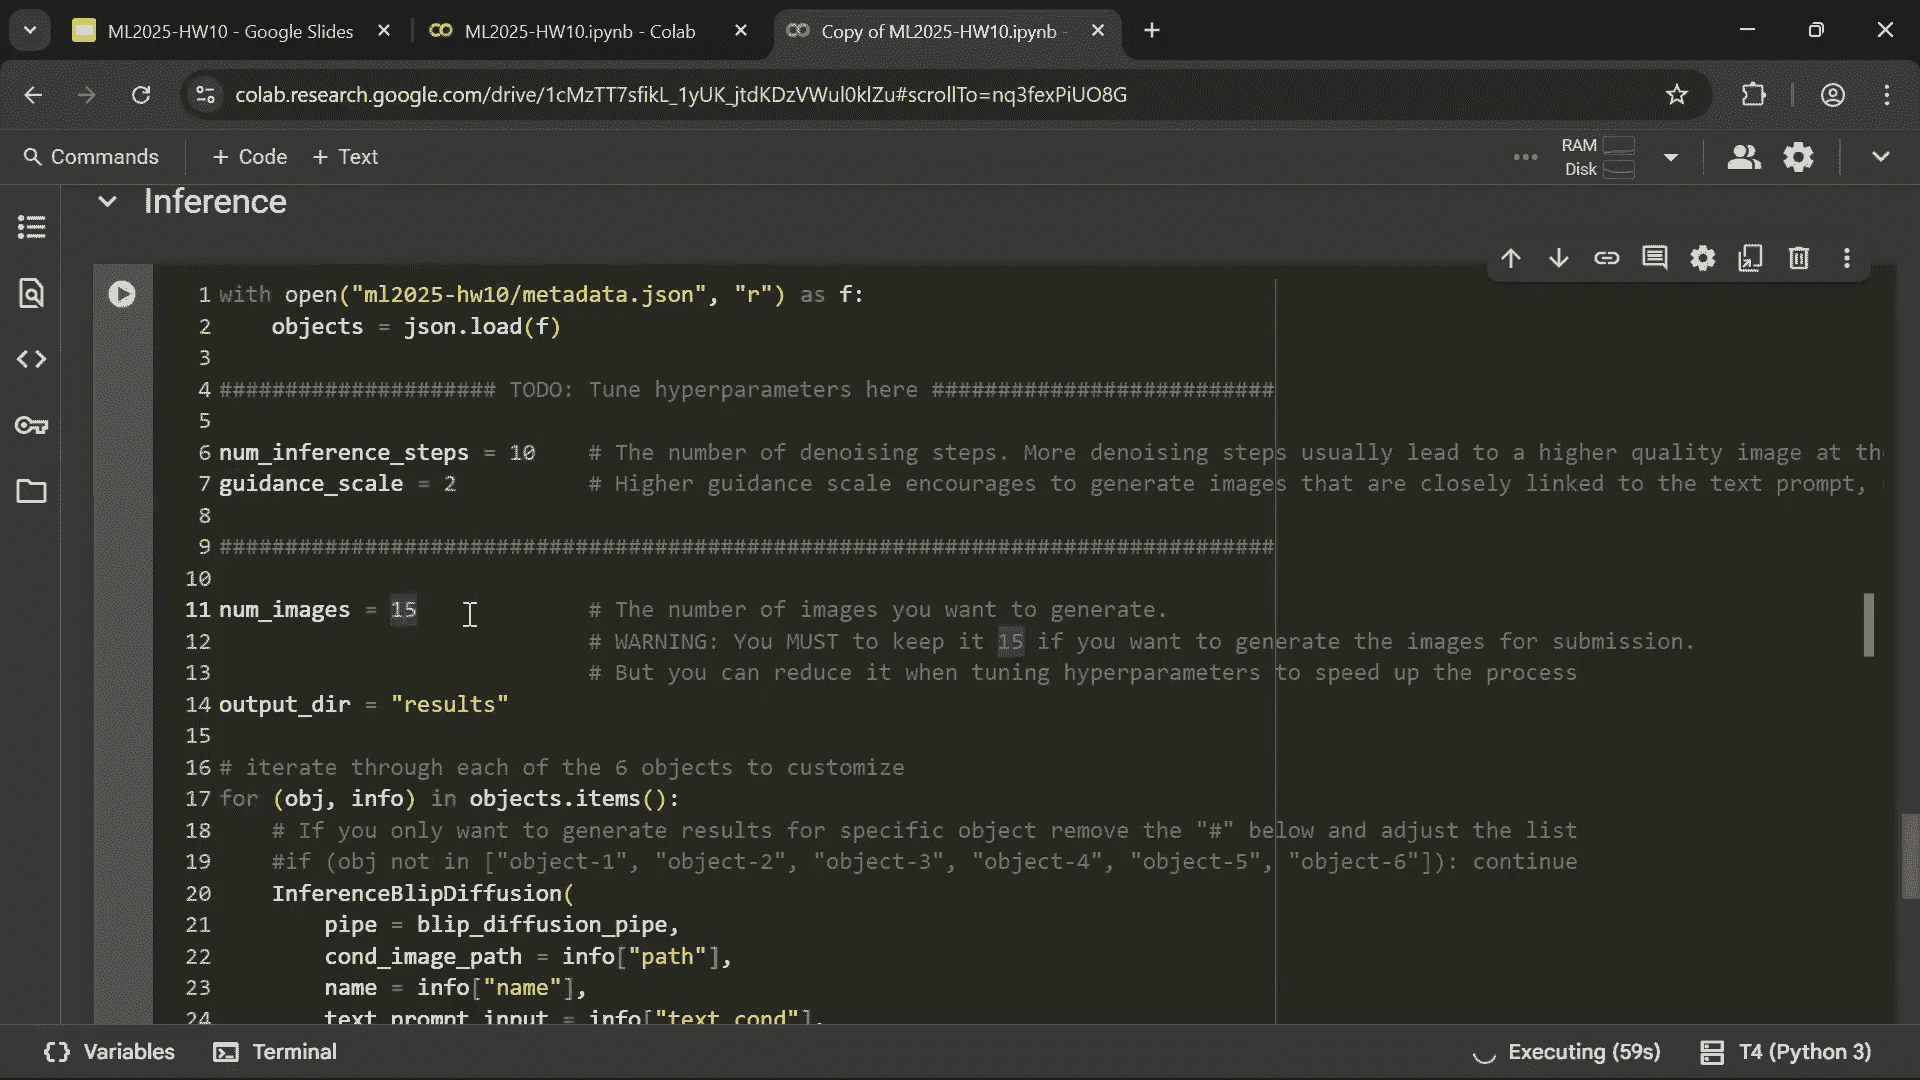 ML2025-HW10 - Google Slides
ML2025-HW10.ipynb - Colab
Copy of ML2025-HW10.ipynb -
colab.research.google.com/drive/1cMzTT7sfikL_1yUK_jtdKDzVWul0klZu#scrollTo=nq3fexPiUO8G
Commands + Code + Text
RAM
Disk
Inference
1 with open("ml2025-hw10/metadata.json", "r") as f:
2 objects = json.load(f)
3
4 ##################### TODO: Tune hyperparameters here ##########################
5
6 num_inference_steps = 10 # The number of denoising steps. More denoising steps usually lead to a higher quality image at th
7 guidance_scale = 2 # Higher guidance scale encourages to generate images that are closely linked to the text prompt,
8
9 ################################################################################
10
11 num_images = 15 # The number of images you want to generate.
12 # WARNING: You MUST to keep it 15 if you want to generate the images for submission.
13 # But you can reduce it when tuning hyperparameters to speed up the process
14 output_dir = "results"
15
16 # iterate through each of the 6 objects to customize
17 for (obj, info) in objects.items():
18 # If you only want to generate results for specific object remove the "#" below and adjust the list
19 #if (obj not in ["object-1", "object-2", "object-3", "object-4", "object-5", "object-6"]): continue
20 InferenceBlipDiffusion(
21 pipe = blip_diffusion_pipe,
22 cond_image_path = info["path"],
23 name = info["name"],
24 text_prompt_input = info["text_cond"],
Variables
Terminal
Executing (59s)
T4 (Python 3)